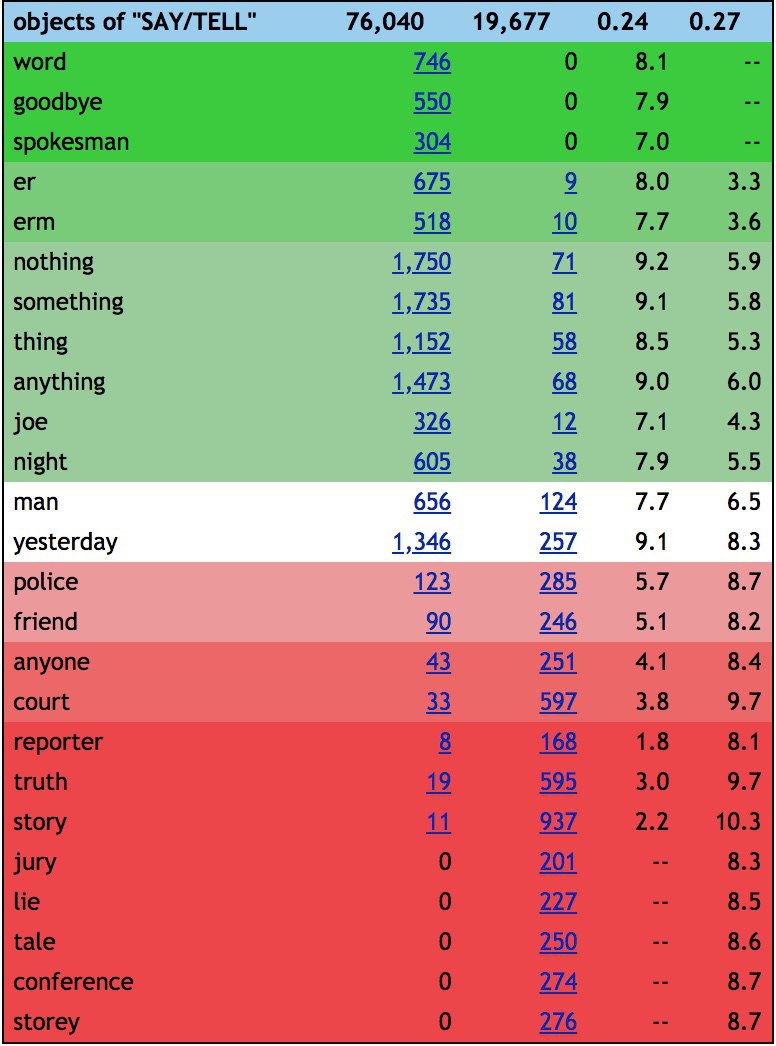 objects of "SAY/TELL" 76,040 19,677 0.24 0.27
word 746 0 8.1 --
goodbye 550 0 7.9 --
spokesman 304 0 7.0 --
er 675 9 8.0 3.3
erm 518 10 7.7 3.6
nothing 1,750 71 9.2 5.9
something 1,735 81 9.1 5.8
thing 1,152 58 8.5 5.3
anything 1,473 68 9.0 6.0
joe 326 12 7.1 4.3
night 605 38 7.9 5.5
man 656 124 7.7 6.5
yesterday 1,346 257 9.1 8.3
police 123 285 5.7 8.7
friend 90 246 5.1 8.2
anyone 43 251 4.1 8.4
court 33 597 3.8 9.7
reporter 8 168 1.8 8.1
truth 19 595 3.0 9.7
story 11 937 2.2 10.3
jury 0 201 -- 8.3
lie 0 227 -- 8.5
tale 0 250 -- 8.6
conference 0 274 -- 8.7
storey 0 276 -- 8.7